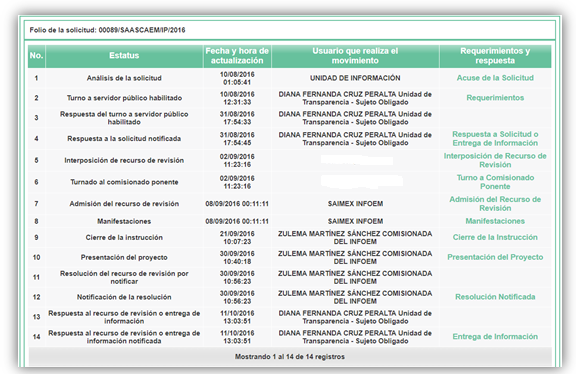 Folio de la solicitud: 00089/SAASCAEM/IP/2016
No. Estatus Fecha y hora de actualización Usuario que realiza el movimiento Requerimientos y respuesta
1 Análisis de la solicitud 10/08/2016 01:05:41 UNIDAD DE INFORMACIÓN Acuse de la Solicitud
2 Turno a servidor público habilitado 10/08/2016 12:31:33 DIANA FERNANDA CRUZ PERALTA Unidad de Transparencia - Sujeto Obligado Requerimientos
3 Respuesta del turno a servidor público habilitado 31/08/2016 17:54:33 DIANA FERNANDA CRUZ PERALTA Unidad de Transparencia - Sujeto Obligado
4 Respuesta a la solicitud notificada 31/08/2016 17:54:45 DIANA FERNANDA CRUZ PERALTA Unidad de Transparencia - Sujeto Obligado Respuesta a Solicitud o Entrega de Información
5 Interposición de recurso de revisión 02/09/2016 11:23:16 Interposición de Recurso de Revisión
6 Turnado al comisionado ponente 02/09/2016 11:23:16 Turno a Comisionado Ponente
7 Admisión del recurso de revisión 08/09/2016 00:11:11 SAIMEX INFOEM Admisión del Recurso de Revisión
8 Manifestaciones 08/09/2016 00:11:11 SAIMEX INFOEM Manifestaciones
9 Cierre de la instrucción 21/09/2016 10:07:23 ZULEMA MARTÍNEZ SÁNCHEZ COMISIONADA DEL INFOEM Cierre de la Instrucción
10 Presentación del proyecto 30/09/2016 10:40:18 ZULEMA MARTÍNEZ SÁNCHEZ COMISIONADA DEL INFOEM Presentación del Proyecto
11 Resolución del recurso de revisión por notificar 30/09/2016 10:56:23 ZULEMA MARTÍNEZ SÁNCHEZ COMISIONADA DEL INFOEM
12 Notificación de la resolución 30/09/2016 10:56:23 ZULEMA MARTÍNEZ SÁNCHEZ COMISIONADA DEL INFOEM Resolución Notificada
13 Respuesta al recurso de revisión o entrega de información 11/10/2016 13:03:51 DIANA FERNANDA CRUZ PERALTA Unidad de Transparencia - Sujeto Obligado
14 Respuesta al recurso de revisión o entrega de información notificada 11/10/2016 13:03:51 DIANA FERNANDA CRUZ PERALTA Unidad de Transparencia - Sujeto Obligado Entrega de Información
Mostrando 1 al 14 de 14 registros